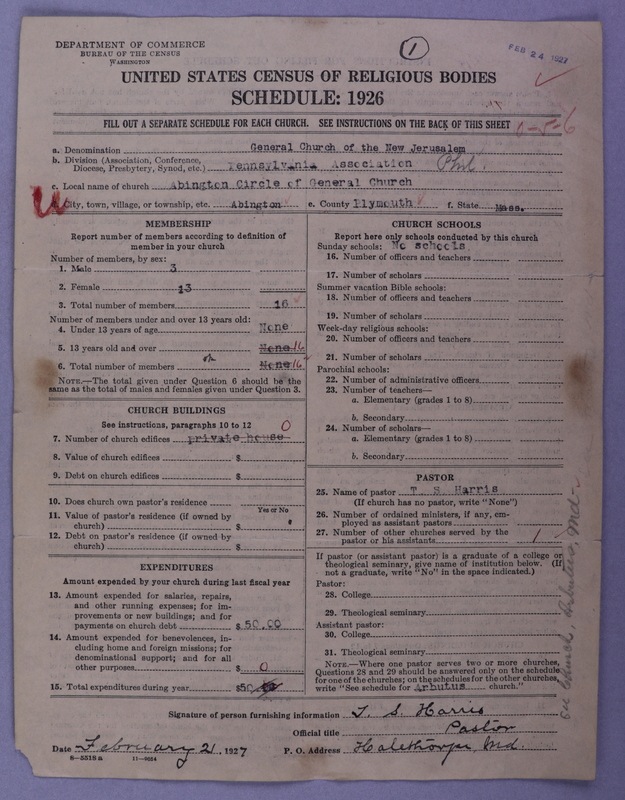 DEPARTMENT OF COMMERCE
BUREAU OF THE CENSUS
WASHINGTON
1
FEB 24 1927
UNITED STATES CENSUS OF RELIGIOUS BODIES
SCHEDULE: 1926
FILL OUT A SEPARATE SCHEDULE FOR EACH CHURCH. SEE INSTRUCTIONS ON THE BACK OF THIS SHEET
a. Denomination General Church of the New Jerusalem
b. Division (Association, Conference,
Diocese, Presbytery, Synod, etc.) Pennsylvania Association Phil.
c. Local name of church Abington Circle of General Church
d. City, town, village, or township, etc. Abington e. County Plymouth f. State Mass.
MEMBERSHIP
Report number of members according to definition of
member in your church
Number of members, by sex:
1. Male 3
2. Female 13
3. Total number of members 16
Number of members under and over 13 years old:
4. Under 13 years of age None
5. 13 years old and over None 16
6. Total number of members None 16
NOTE.—The total given under Question 6 should be the
same as the total of males and females given under Question 3.
CHURCH BUILDINGS
See instructions, paragraphs 10 to 12
7. Number of church edifices private house 0
8. Value of church edifices $
9. Debt on church edifices $
10. Does church own pastor's residence
Yes or No
11. Value of pastor's residence (if owned by
church) $
12. Debt on pastor's residence (if owned by
church) $
EXPENDITURES
Amount expended by your church during last fiscal year
13. Amount expended for salaries, repairs,
and other running expenses; for im-
provements or new buildings; and for
payments on church debt $ 50.00
14. Amount expended for benevolences, in-
cluding home and foreign missions; for
denominational support; and for all
other purposes $ 0
15. Total expenditures during year $50
CHURCH SCHOOLS
Report here only schools conducted by this church
Sunday schools: No schools
16. Number of officers and teachers
17. Number of scholars
Summer vacation Bible schools:
18. Number of officers and teachers
19. Number of scholars
Week-day religious schools:
20. Number of officers and teachers
21. Number of scholars
Parochial schools:
22. Number of administrative officers
23. Number of teachers—
a. Elementary (grades 1 to 8)
b. Secondary
24. Number of scholars—
a. Elementary (grades 1 to 8)
b. Secondary
PASTOR
25. Name of pastor T S Harris
(If church has no pastor, write "None")
26. Number of ordained ministers, if any, em-
ployed as assistant pastors
27. Number of other churches served by the
pastor or his assistants 1
If pastor (or assistant pastor) is a graduate of a college or
theological seminary, give name of institution below. (If
not a graduate, write "No" in the space indicated.)
Pastor:
28. College
29. Theological seminary
Assistant pastor:
30. College
31. Theological seminary
NOTE.—Where one pastor serves two or more churches,
Questions 28 and 29 should be answered only on the schedule
for one of the churches; on the schedules for the other churches,
write "See schedule for Arbutus church."
church, Arbutus, Md-
Signature of person furnishing information T. S. Harris
Official title Pastor
Date February 21, 1927 P. O. Address Halethorpe, Md.
8—5518 a 11—9054